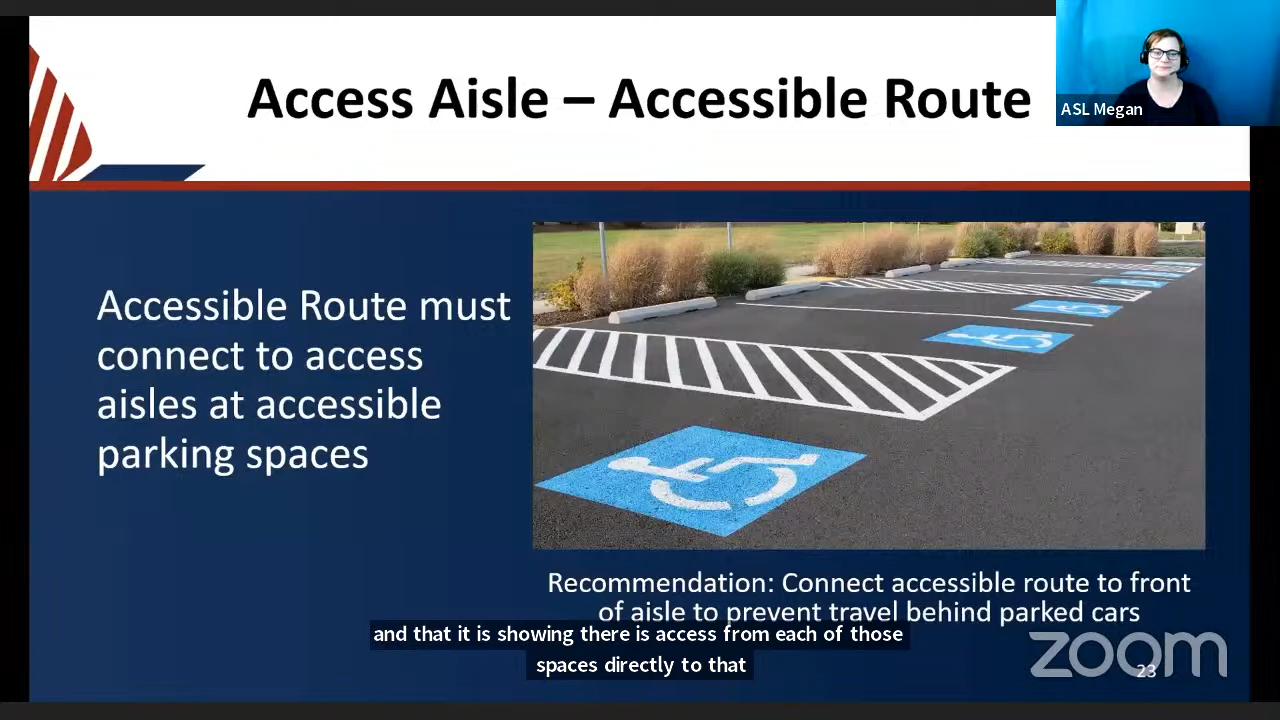 Access Aisle – Accessible Route
ASL Megan
Accessible Route must
connect to access
aisles at accessible
parking spaces
Recommendation: Connect accessible route to front
of aisle to prevent travel behind parked cars
and that it is showing there is access from each of those
spaces directly to that
zoom
23